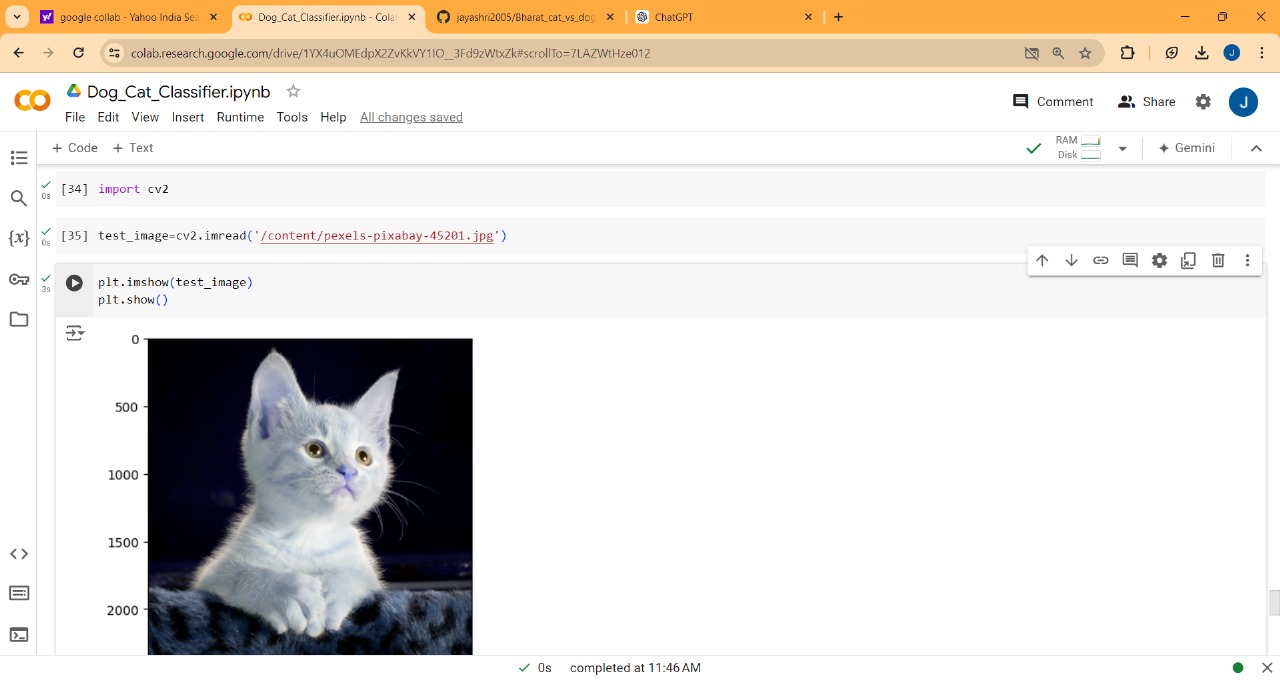 google collab - Yahoo India Sea
Dog_Cat_Classifier.ipynb - Cola
jayashri2005/Bharat_cat_vs_dog
ChatGPT
colab.research.google.com/drive/1YX4uOMEdpX2ZvKkVY1IO__3Fd9zWtxZk#scrollTo=7LAZWtHze012
J
CO
Dog_Cat_Classifier.ipynb
Comment
Share
J
File Edit View Insert Runtime Tools Help All changes saved
+ Code + Text
RAM
Disk
Gemini
0s [34] import cv2
0s [35] test_image=cv2.imread('/content/pexels-pixabay-45201.jpg')
3s plt.imshow(test_image)
plt.show()
0
500
1000
1500
2000
0s completed at 11:46 AM